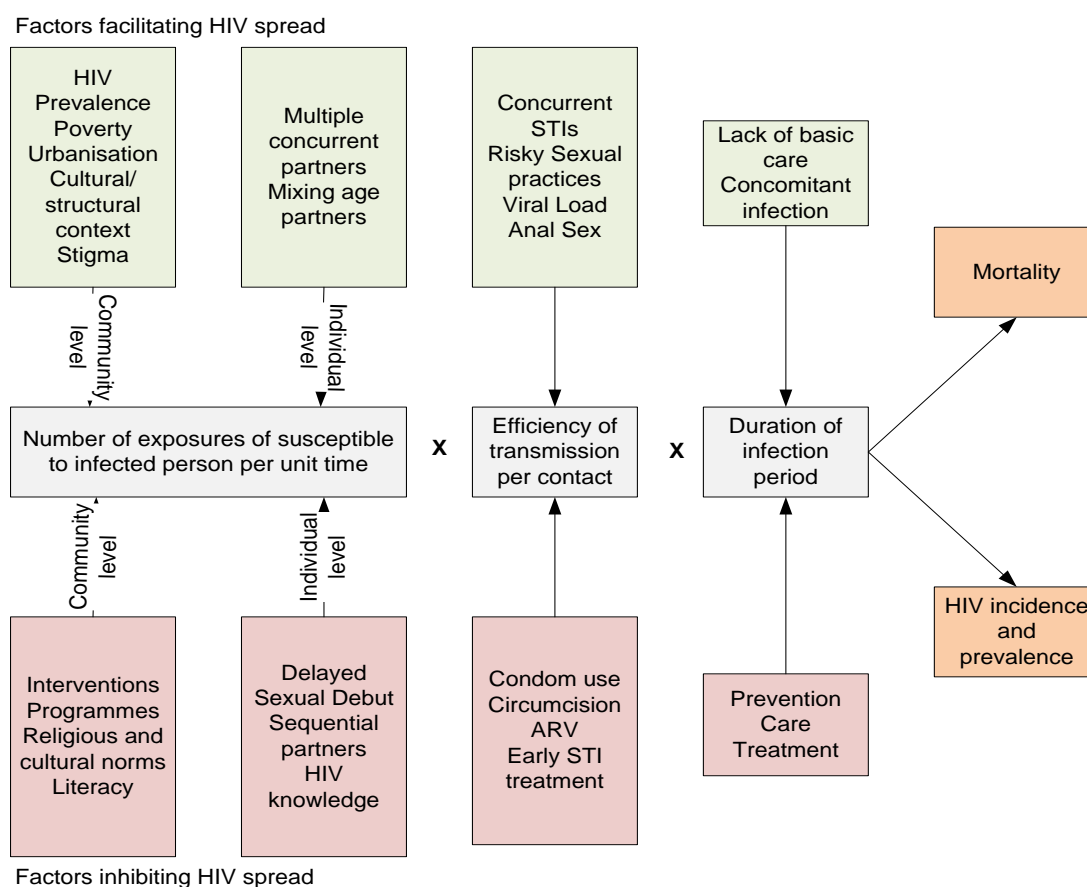 Factors facilitating HIV spread
HIV
Prevalence
Poverty
Urbanisation
Cultural/
structural
context
Stigma
Multiple
concurrent
partners
Mixing age
partners
Concurrent
STIs
Risky Sexual
practices
Viral Load
Anal Sex
Lack of basic
care
Concomitant
infection
Mortality
Community
level
Individual
level
Number of exposures of susceptible
to infected person per unit time
X
Efficiency of
transmission
per contact
X
Duration of
infection
period
Community
level
Individual
level
HIV incidence
and
prevalence
Interventions
Programmes
Religious and
cultural norms
Literacy
Delayed
Sexual Debut
Sequential
partners
HIV
knowledge
Condom use
Circumcision
ARV
Early STI
treatment
Prevention
Care
Treatment
Factors inhibiting HIV spread